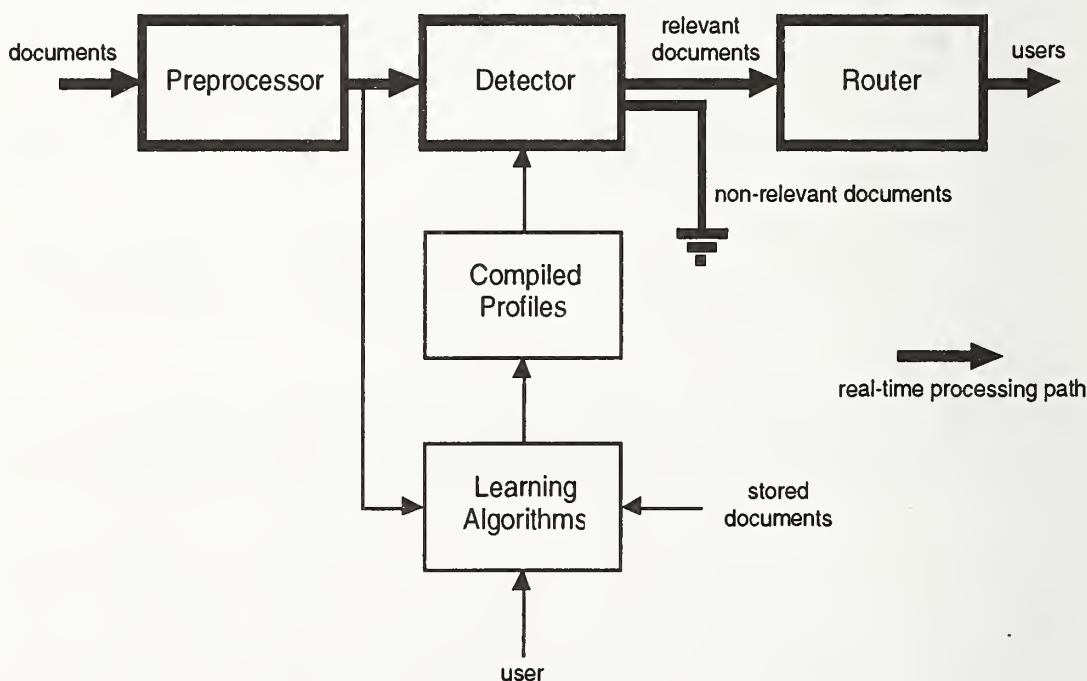 documents
Preprocessor
Detector
relevant
documents
Router
users
non-relevant documents
Compiled
Profiles
real-time processing path
Learning
Algorithms
stored
documents
user